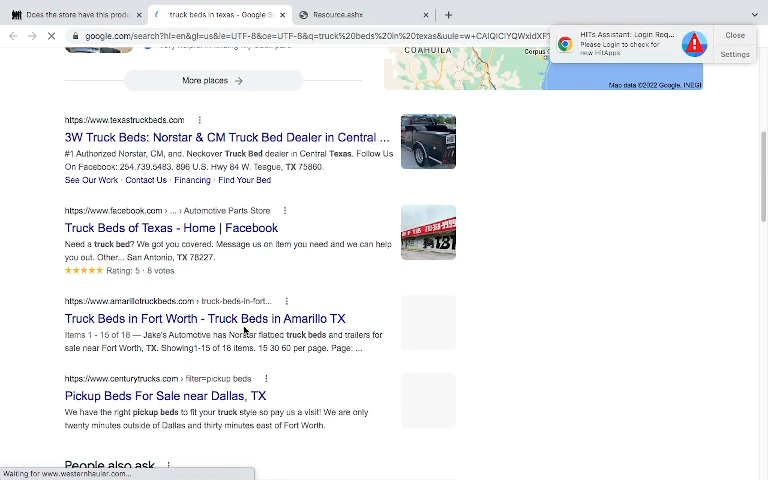 Does the store have this produ
truck beds in texas - Google Se
Resource.ashx
google.com/search?hl=en&gl=us&ie=UTF-8&oe=UTF-8&q=truck%20beds%20in%20texas&uule=w+CAIQICIYQWxidXF1
HITs Assistant: Login Req...
Please Login to check for
new HitApps
Close
Settings
COAHUILA
Corpus C
More places
Map data ©2022 Google, INEGI
https://www.texastruckbeds.com
3W Truck Beds: Norstar & CM Truck Bed Dealer in Central ...
#1 Authorized Norstar, CM, and. Neckover Truck Bed dealer in Central Texas. Follow Us
On Facebook: 254.739.5483. 896 U.S. Hwy 84 W. Teague, TX 75860.
See Our Work · Contact Us · Financing · Find Your Bed
https://www.facebook.com › ... › Automotive Parts Store
Truck Beds of Texas - Home | Facebook
Need a truck bed? We got you covered. Message us on item you need and we can help
you out. Other... San Antonio, TX 78227.
Rating: 5 · 8 votes
https://www.amarillotruckbeds.com › truck-beds-in-fort...
Truck Beds in Fort Worth - Truck Beds in Amarillo TX
Items 1 - 15 of 18 — Jake's Automotive has Norstar flatbed truck beds and trailers for
sale near Fort Worth, TX. Showing1-15 of 18 items. 15 30 60 per page. Page: ...
https://www.centurytrucks.com › filter=pickup beds
Pickup Beds For Sale near Dallas, TX
We have the right pickup beds to fit your truck style so pay us a visit! We are only
twenty minutes outside of Dallas and thirty minutes east of Fort Worth.
People also ask
Waiting for www.westernhauler.com...